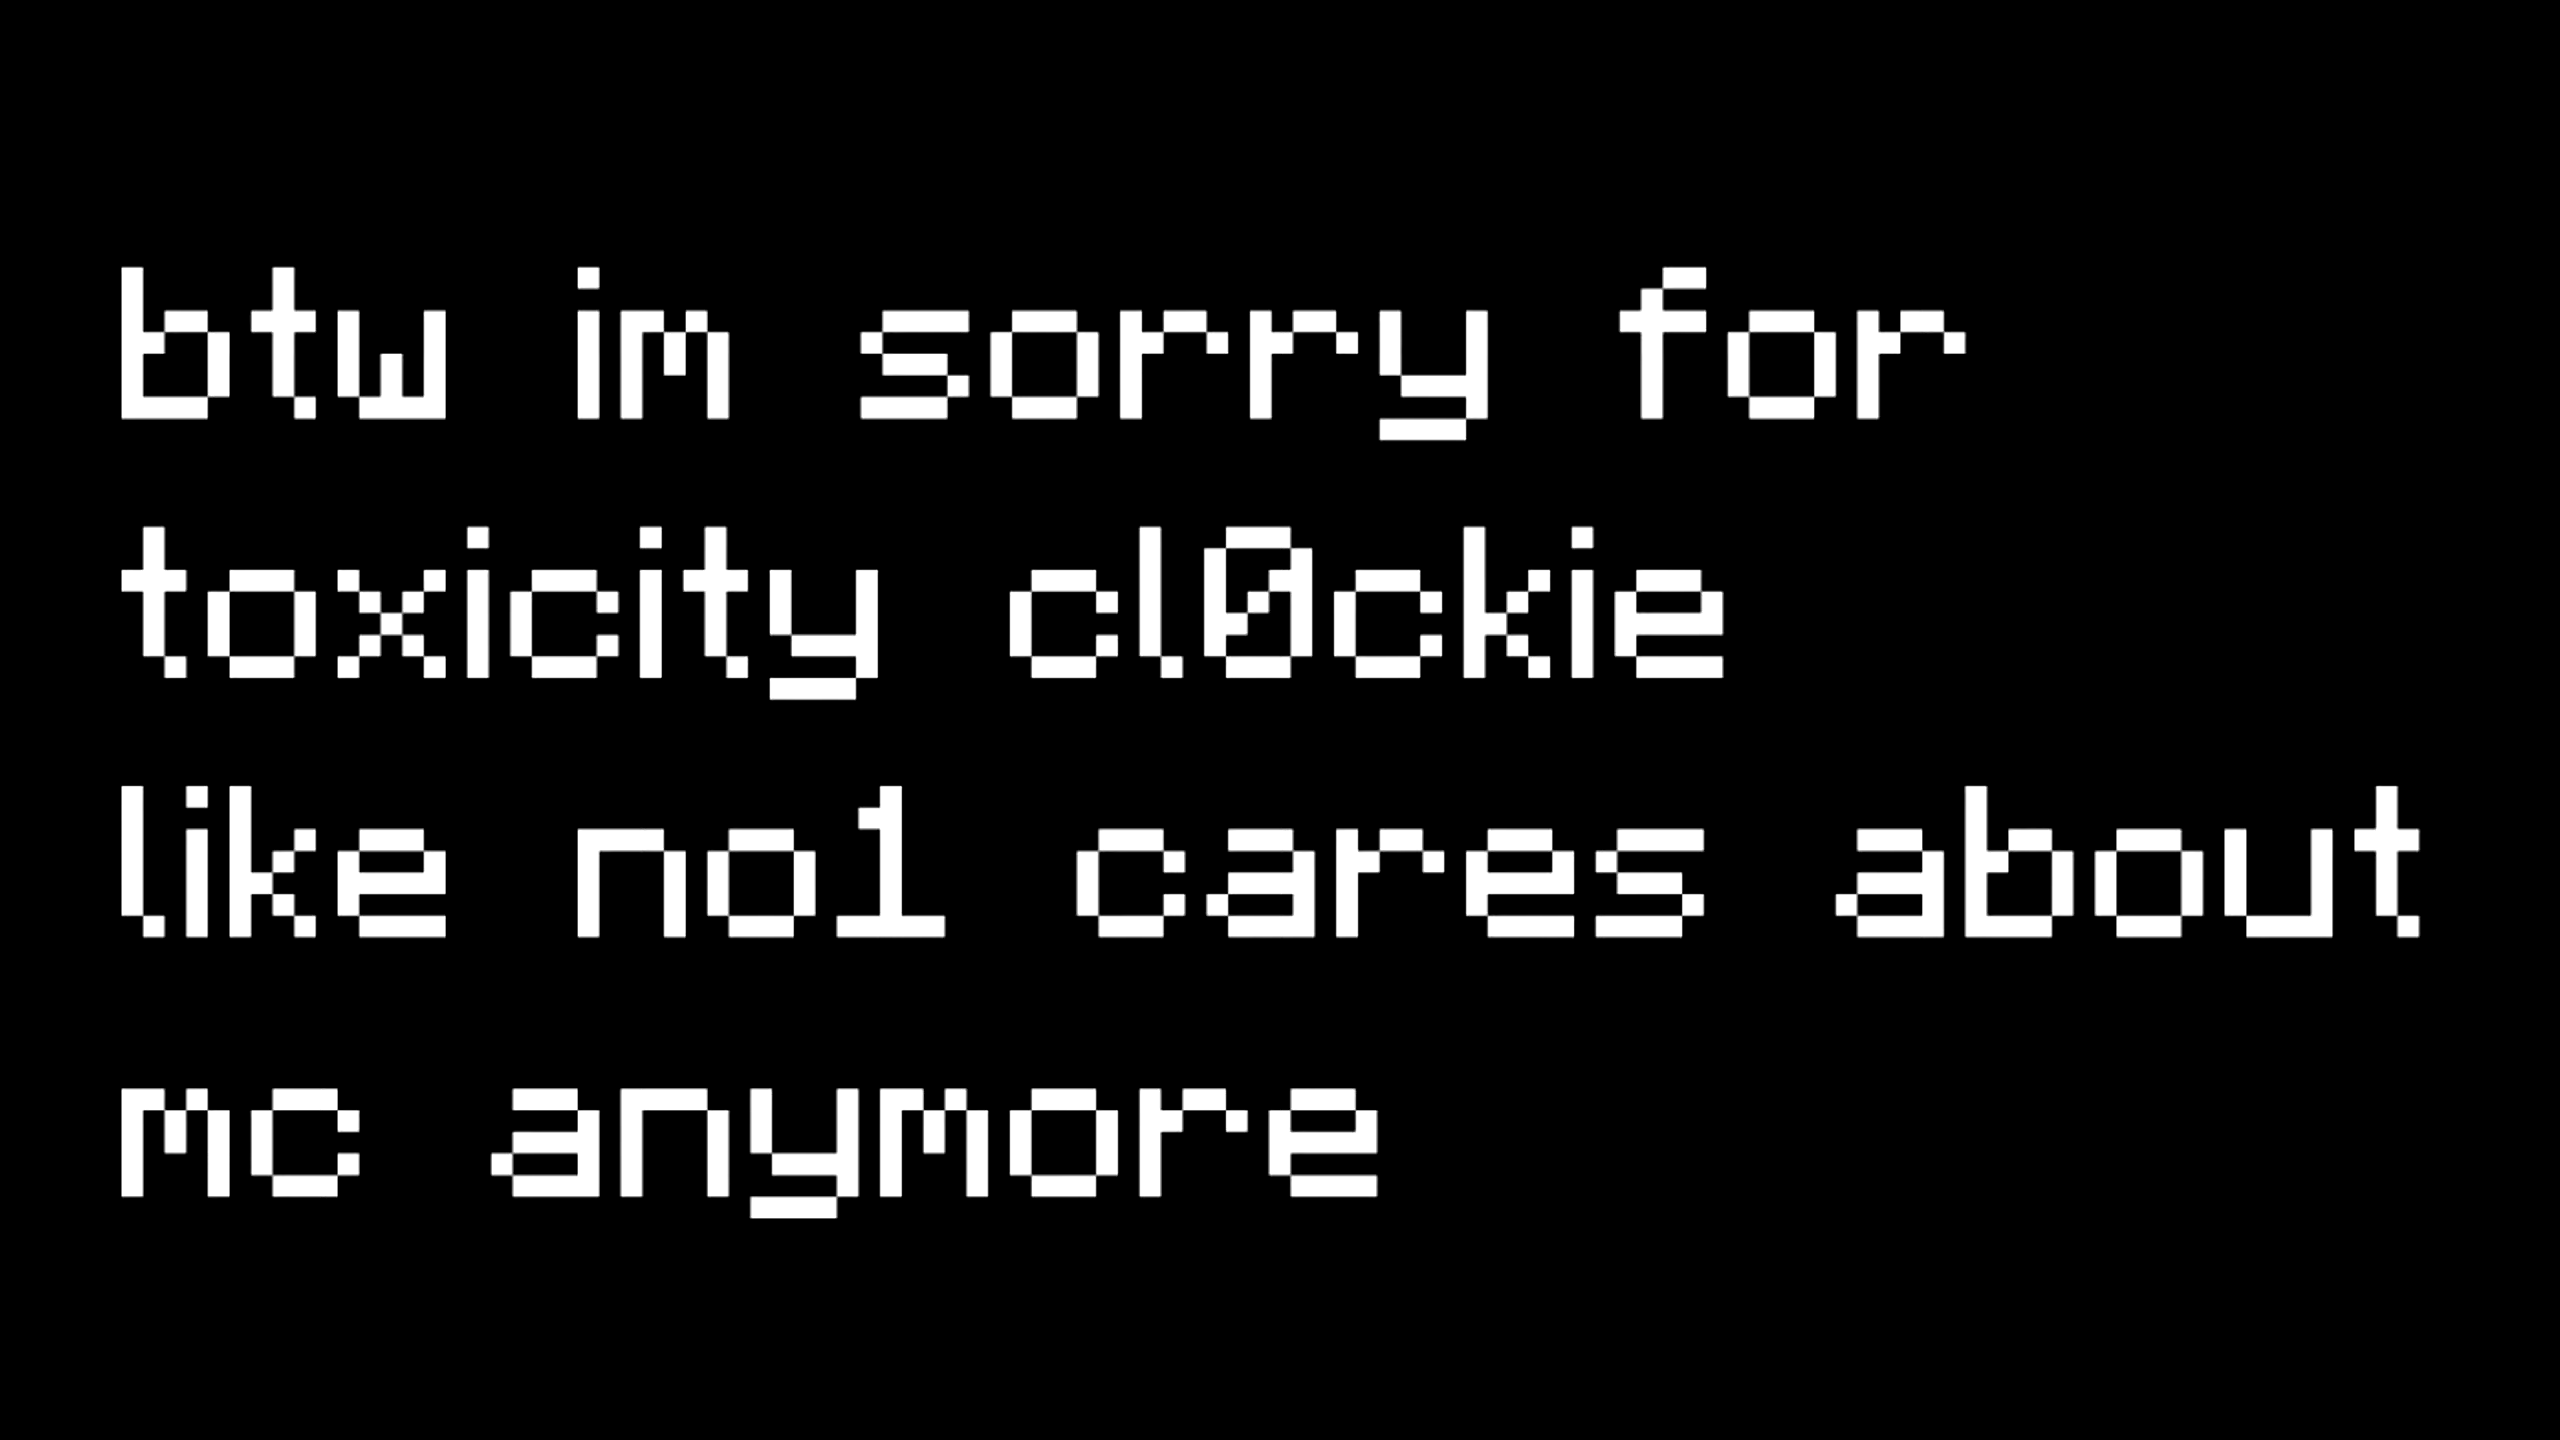 btw im sorry for
toxicity cl0ckie
like no1 cares about
mc anymore